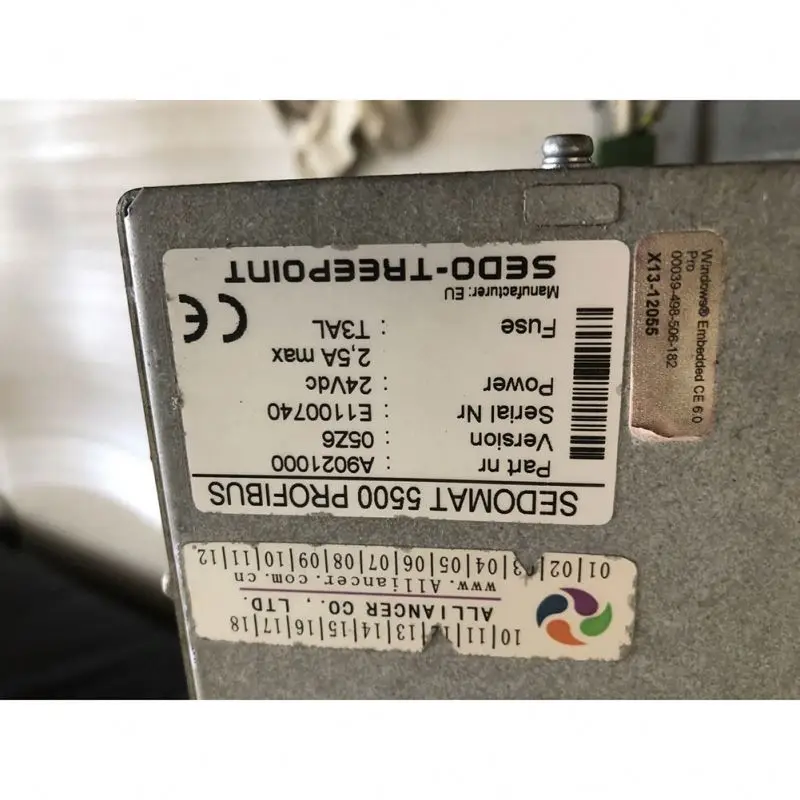 SEDOMAT 5500 PROFIBUS
Part nr : A9021000
Version : 05Z6
Serial Nr : E1100740
Power : 24Vdc
2,5A max
Fuse : T3AL
Manufacturer: EU
SEDO-TREEPOINT
CE
Windows® Embedded CE 6.0
Pro
00039-498-506-182
X13-12055
10|11|12|13|14|15|16|17|18
ALLIANCER CO., LTD.
www.Alliancer.com.cn
01|02|03|04|05|06|07|08|09|10|11|12